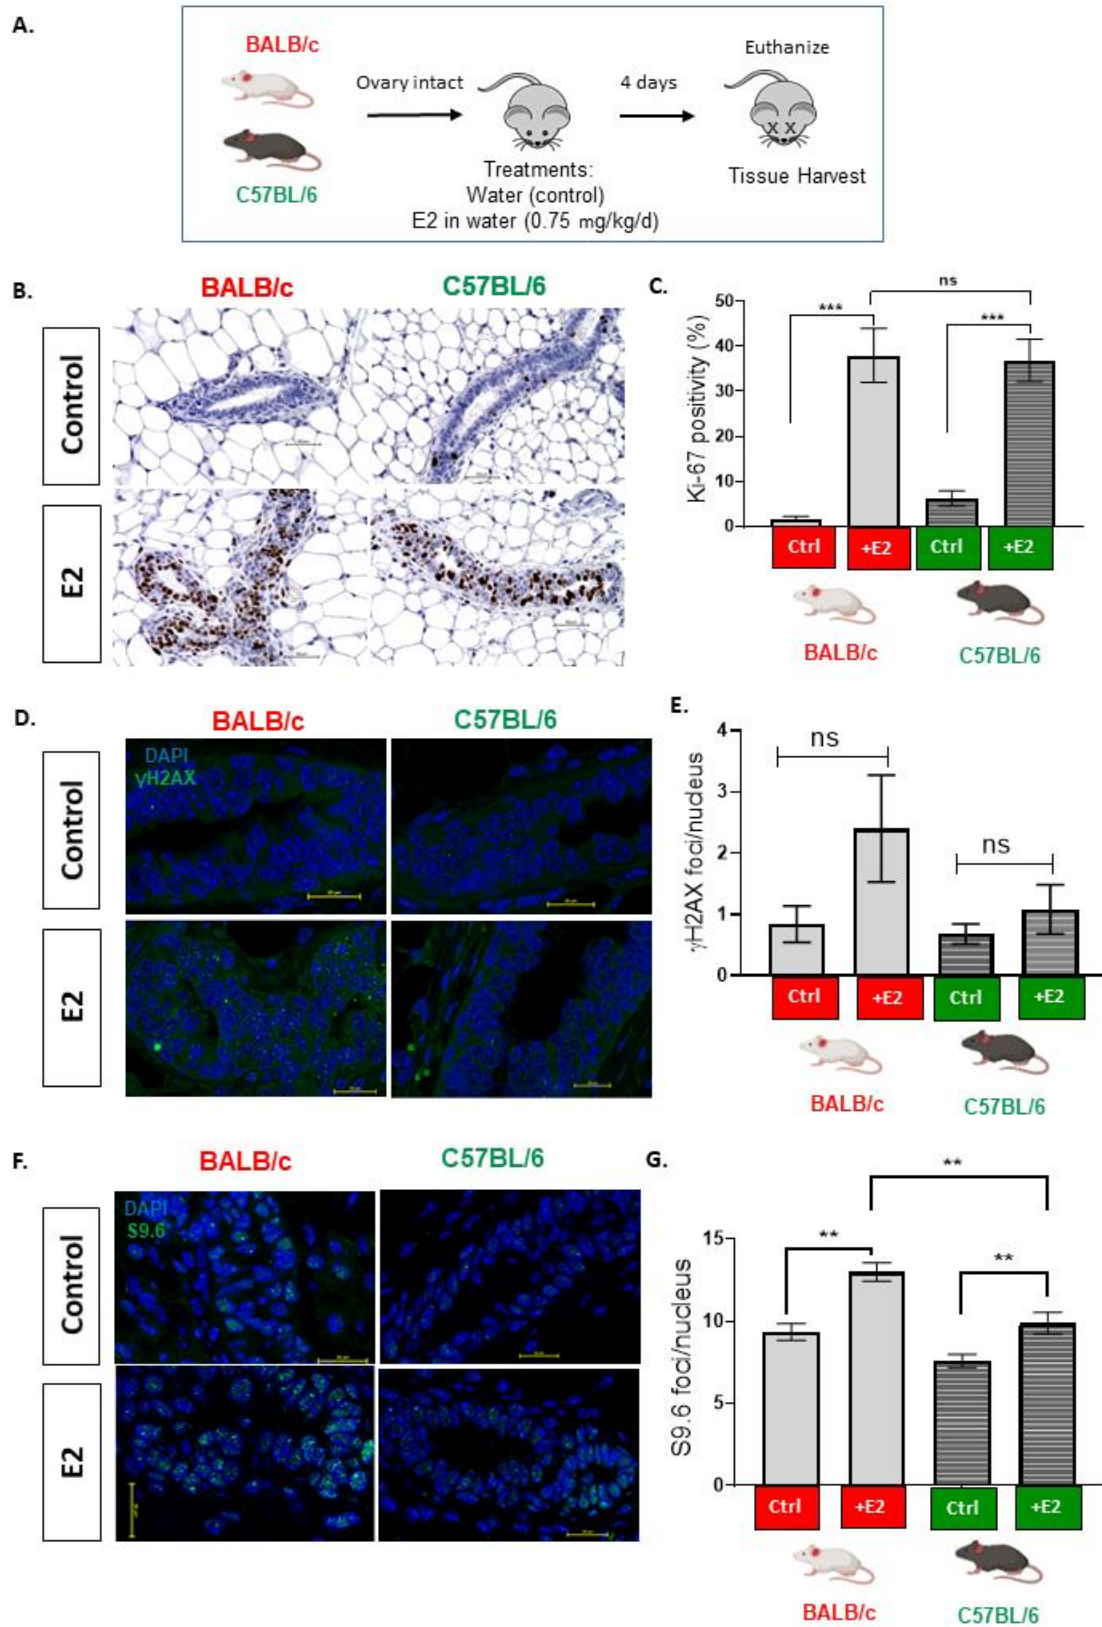 A.
BALB/c
C57BL/6
Ovary intact
Treatments:
Water (control)
E2 in water (0.75 mg/kg/d)
4 days
Euthanize
X X
Tissue Harvest
B.
BALB/c
C57BL/6
Control
E2
C.
Ki-67 positivity (%)
50
40
30
20
10
0
***
ns
***
Ctrl
+E2
Ctrl
+E2
BALB/c
C57BL/6
D.
BALB/c
C57BL/6
Control
E2
DAPI
γH2AX
E.
γH2AX foci/nucleus
4
3
2
1
0
ns
ns
Ctrl
+E2
Ctrl
+E2
BALB/c
C57BL/6
F.
BALB/c
C57BL/6
Control
E2
DAPI
S9.6
G.
S9.6 foci/nucleus
15
10
5
0
**
**
**
Ctrl
+E2
Ctrl
+E2
BALB/c
C57BL/6